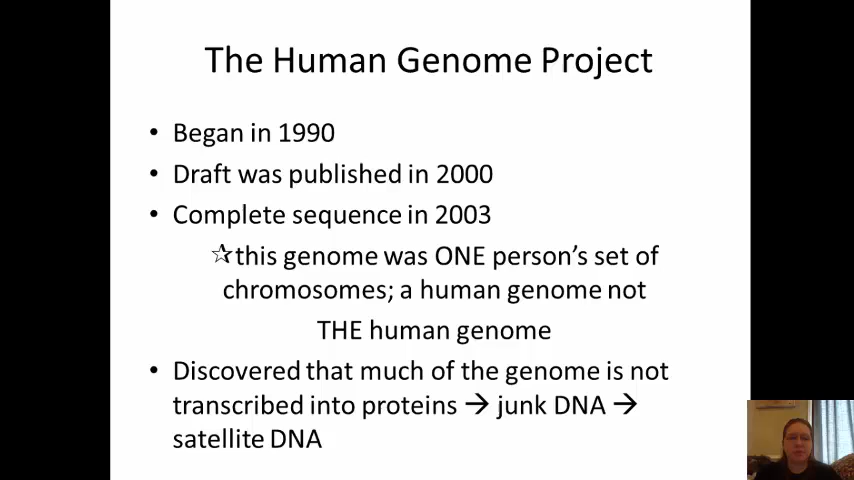 The Human Genome Project
• Began in 1990
• Draft was published in 2000
• Complete sequence in 2003
☆this genome was ONE person's set of
chromosomes; a human genome not
THE human genome
• Discovered that much of the genome is not
transcribed into proteins → junk DNA →
satellite DNA